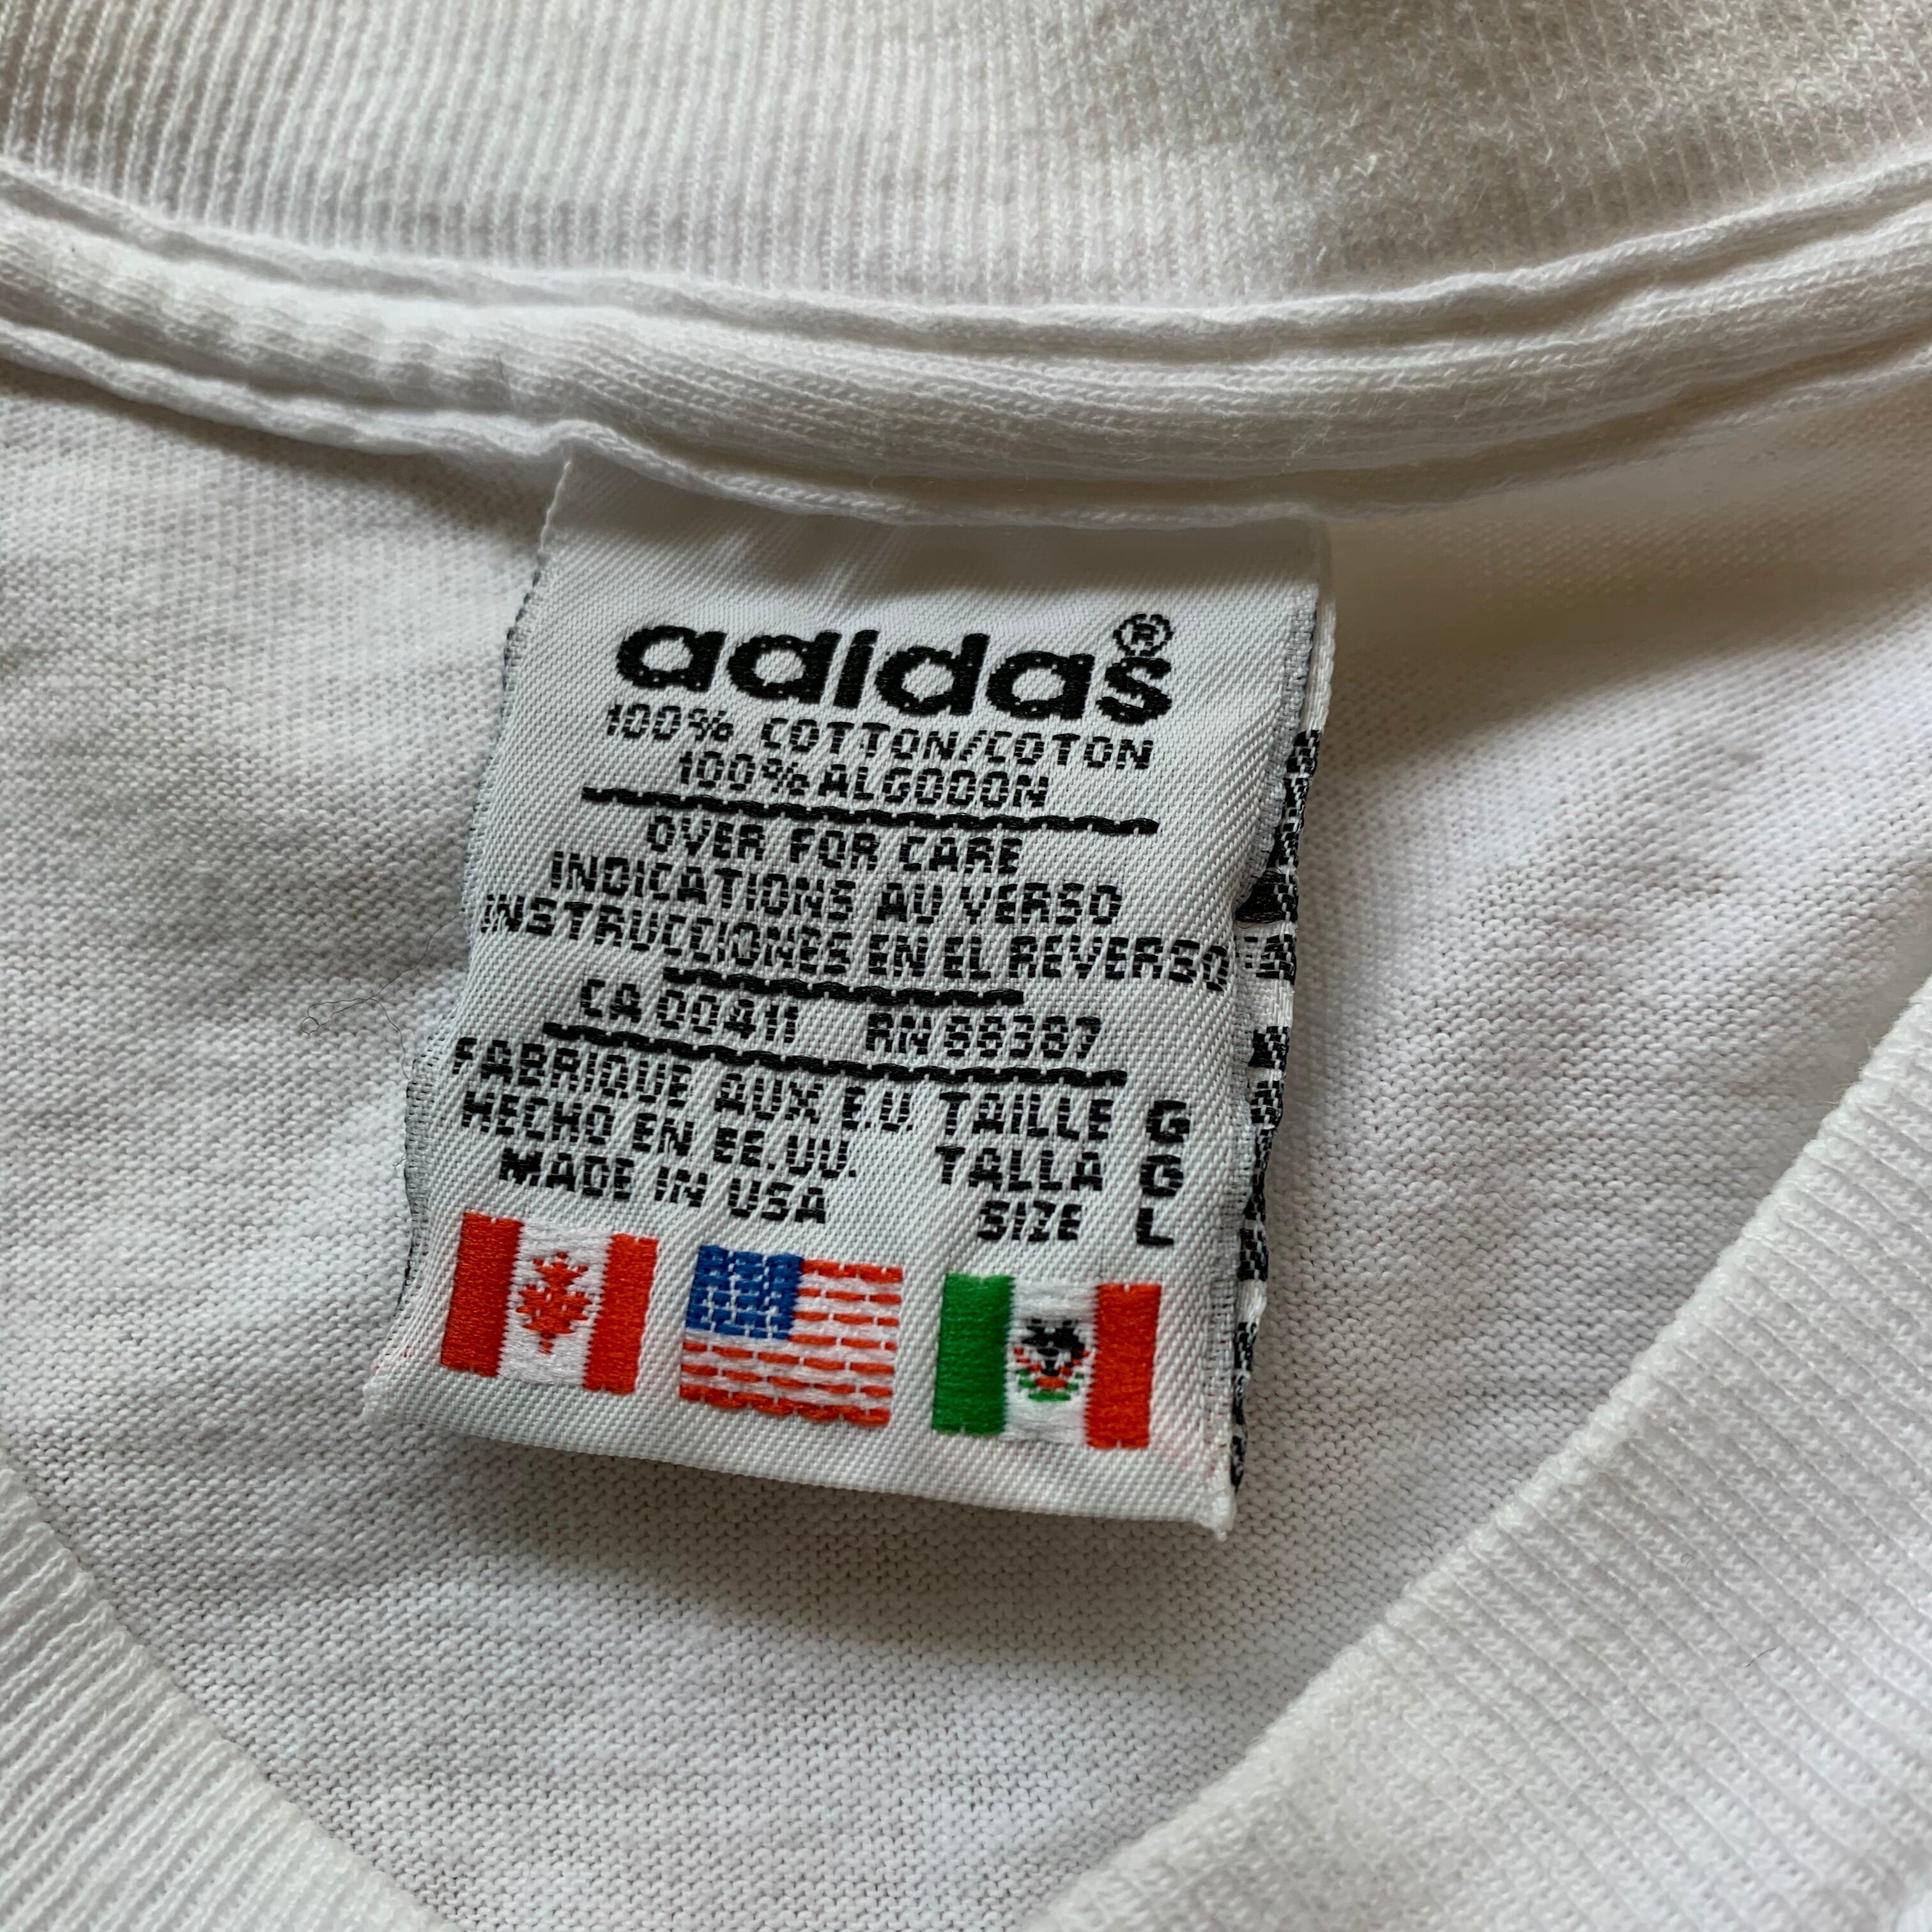 adidas®
100% COTTON/COTON
100% ALGODON
OVER FOR CARE
INDICATIONS AU VERSO
INSTRUCCIONES EN EL REVERSO
CA 00411 RN 88387
FABRIQUE AUX E.U. TAILLE G
HECHO EN EE.UU. TALLA G
MADE IN USA SIZE L